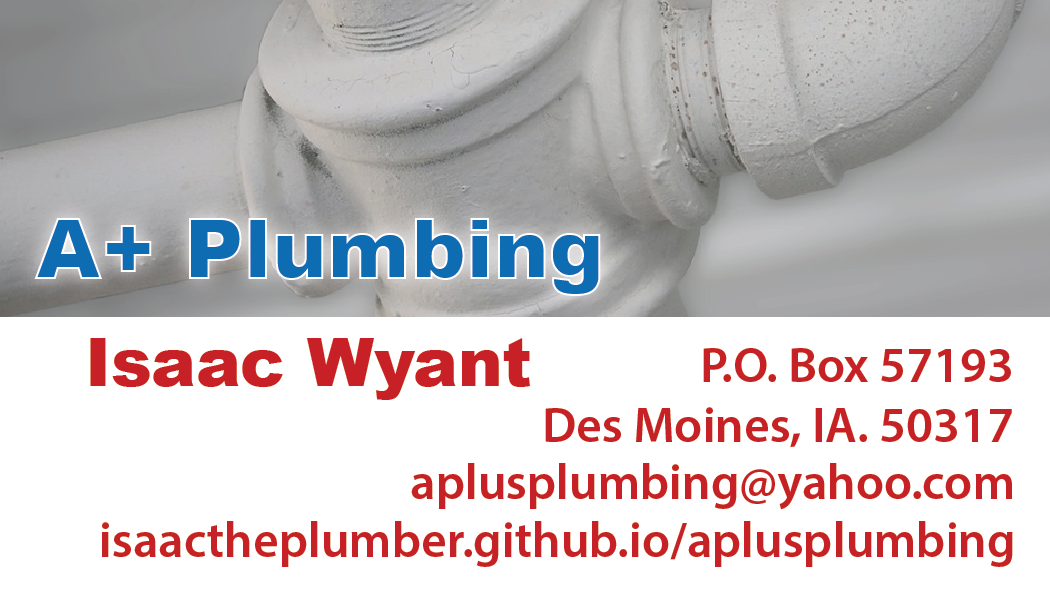 A+ Plumbing
Isaac Wyant
P.O. Box 57193
Des Moines, IA. 50317
aplusplumbing@yahoo.com
isaactheplumber.github.io/aplusplumbing